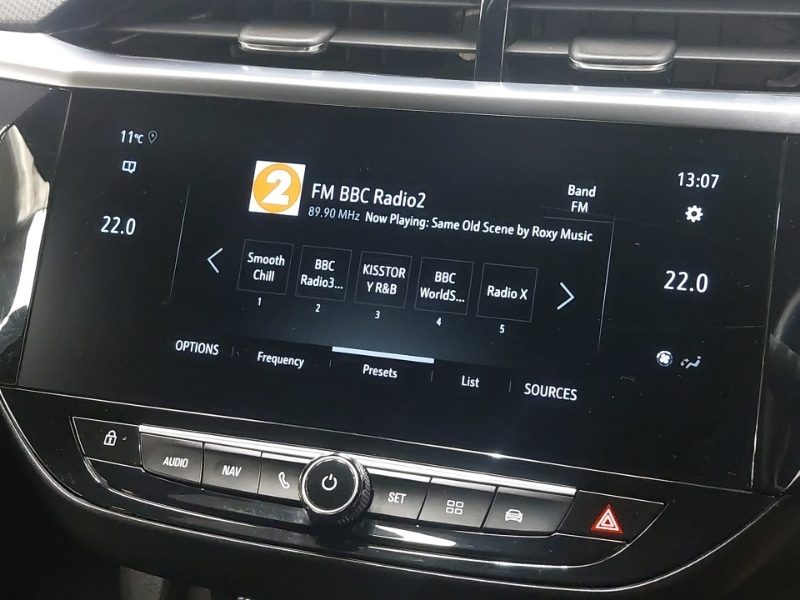 11°C
22.0
2
FM BBC Radio2
89.90 MHz Now Playing: Same Old Scene by Roxy Music
Band
FM
13:07
22.0
Smooth
Chill
1
BBC
Radio3...
2
KISSTOR
Y R&B
3
BBC
WorldS...
4
Radio X
5
OPTIONS
Frequency
Presets
List
SOURCES
AUDIO
NAV
SET